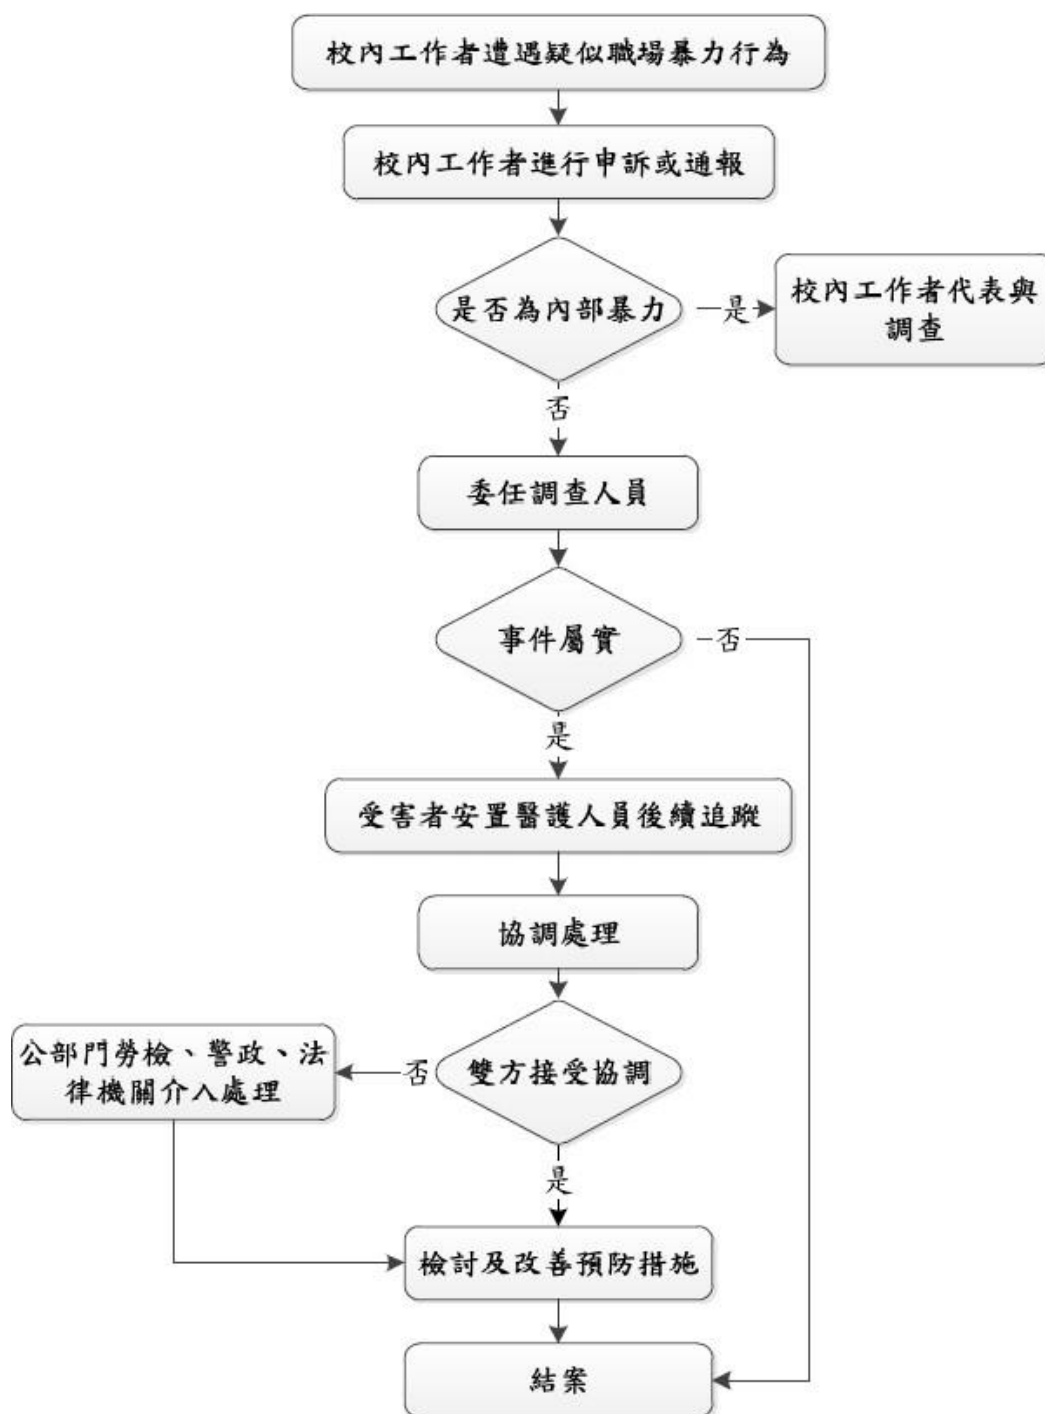 校內工作者遭遇疑似職場暴力行為
校內工作者進行申訴或通報
是否為內部暴力
是
校內工作者代表與
調查
否
委任調查人員
事件屬實
否
是
受害者安置醫護人員後續追蹤
協調處理
雙方接受協調
否
公部門勞檢、警政、法
律機關介入處理
是
檢討及改善預防措施
結案